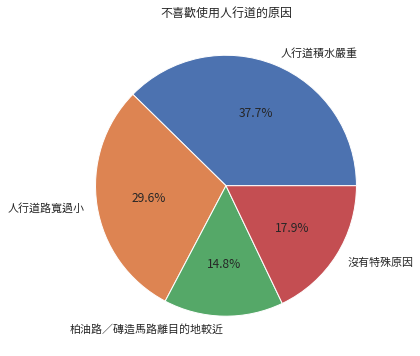 不喜歡使用人行道的原因
人行道積水嚴重
37.7%
29.6%
人行道路寬過小
17.9%
14.8%
沒有特殊原因
柏油路／磚造馬路離目的地較近